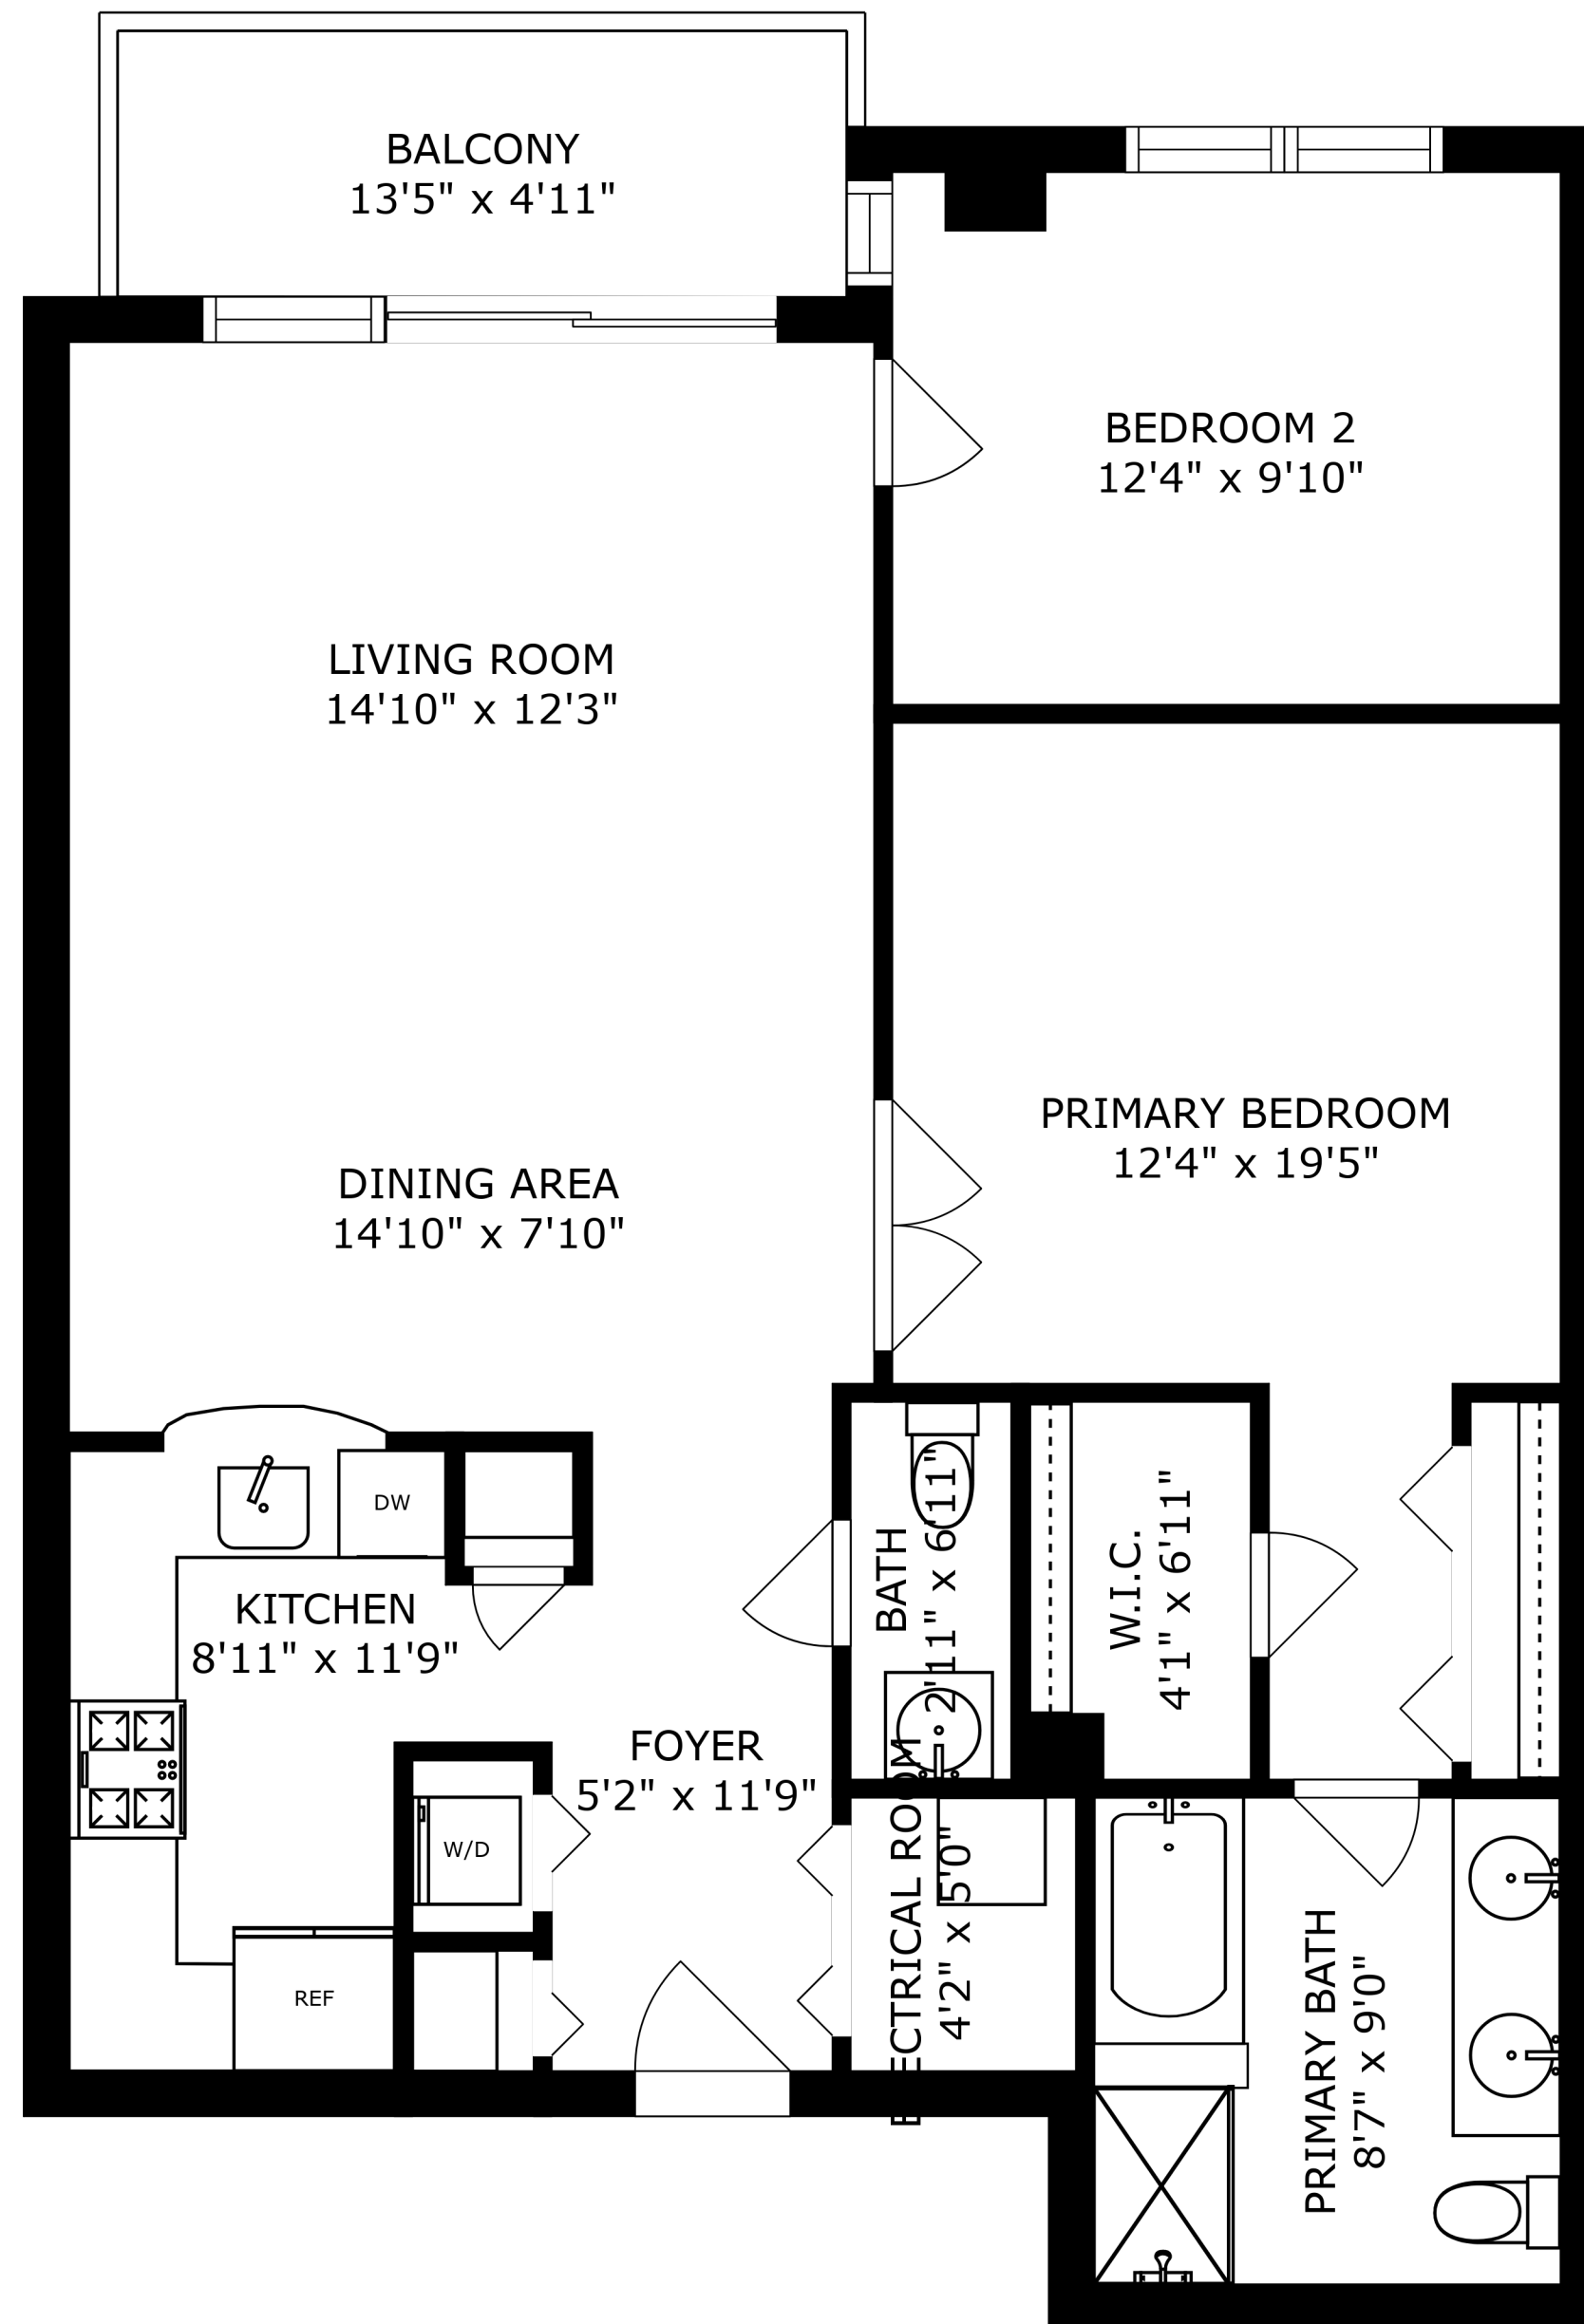 BALCONY
13'5" x 4'11"
BEDROOM 2
12'4" x 9'10"
LIVING ROOM
14'10" x 12'3"
PRIMARY BEDROOM
12'4" x 19'5"
DINING AREA
14'10" x 7'10"
DW
KITCHEN
8'11" x 11'9"
BATH
2'11" x 6'11"
W.I.C.
4'1" x 6'11"
FOYER
5'2" x 11'9"
W/D
ELECTRICAL ROOM
4'2" x 5'0"
REF
PRIMARY BATH
8'7" x 9'0"